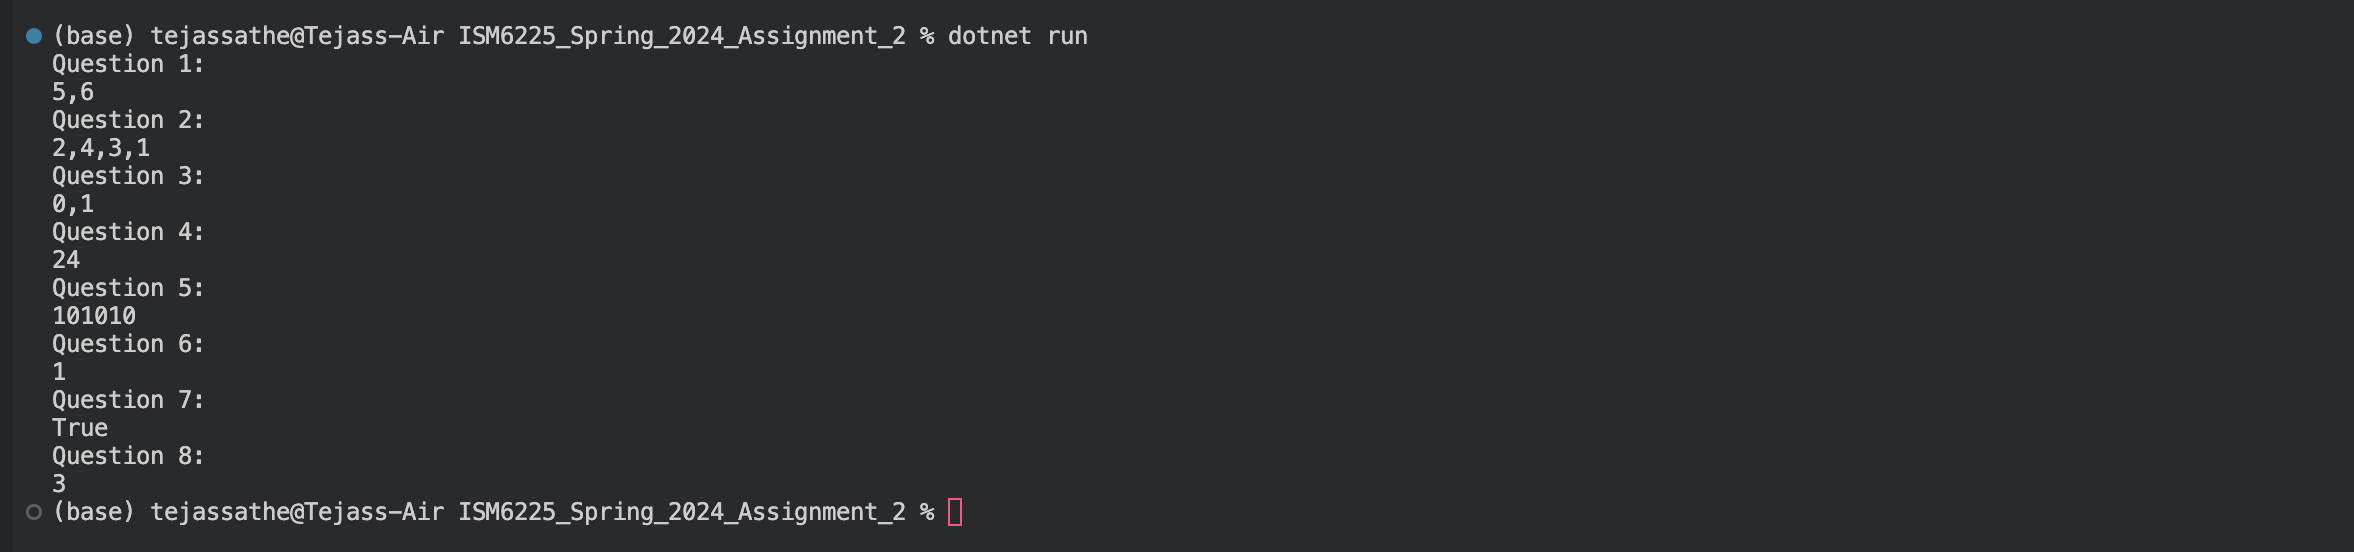 (base) tejassathe@Tejass-Air ISM6225_Spring_2024_Assignment_2 % dotnet run
Question 1:
5,6
Question 2:
2,4,3,1
Question 3:
0,1
Question 4:
24
Question 5:
101010
Question 6:
1
Question 7:
True
Question 8:
3
(base) tejassathe@Tejass-Air ISM6225_Spring_2024_Assignment_2 %